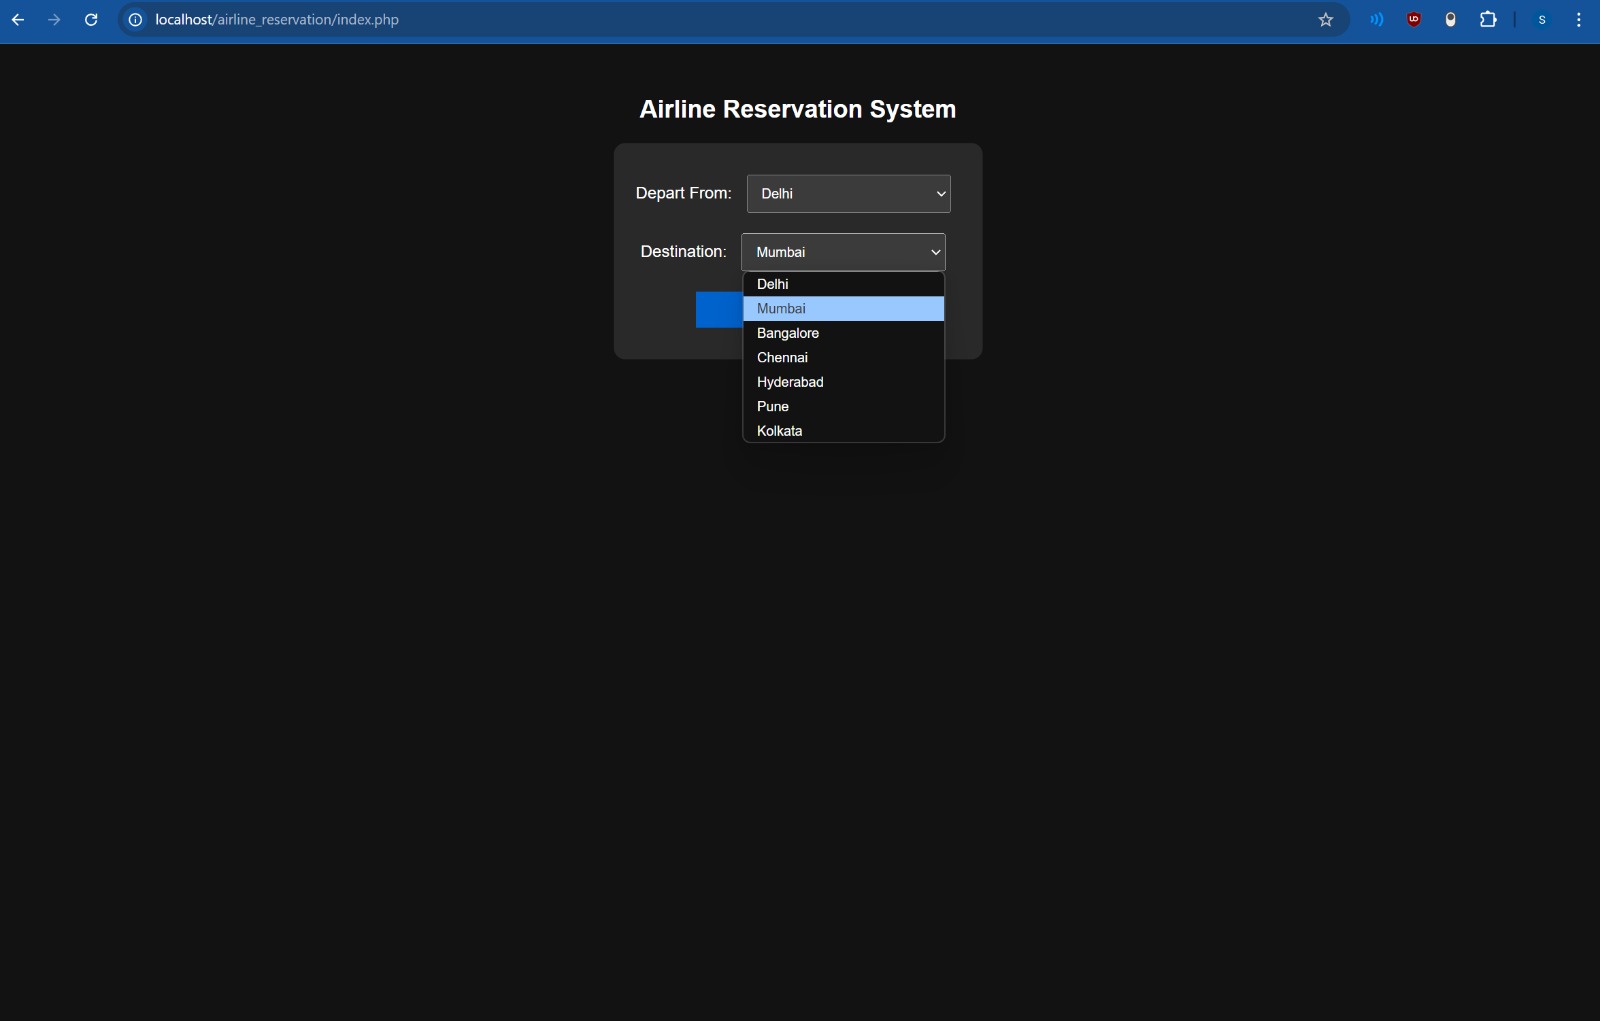 localhost/airline_reservation/index.php
S
Airline Reservation System
Depart From: Delhi
Destination: Mumbai
Delhi
Mumbai
Bangalore
Chennai
Hyderabad
Pune
Kolkata